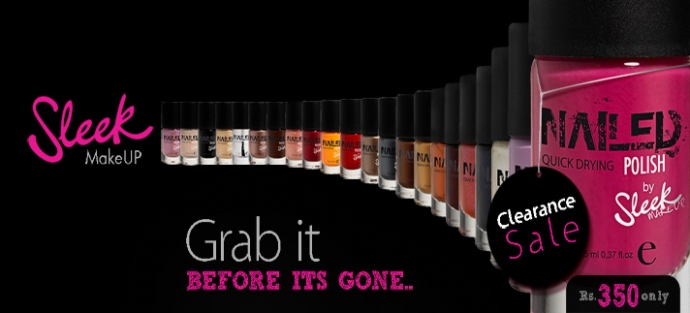 Sleek
MakeUP
Grab it
BEFORE ITS GONE..
NAILED
QUICK DRYING
POLISH
by
Sleek
MakeUP
Clearance
Sale
ml 0.37 fl.oz e
Rs. 350 only